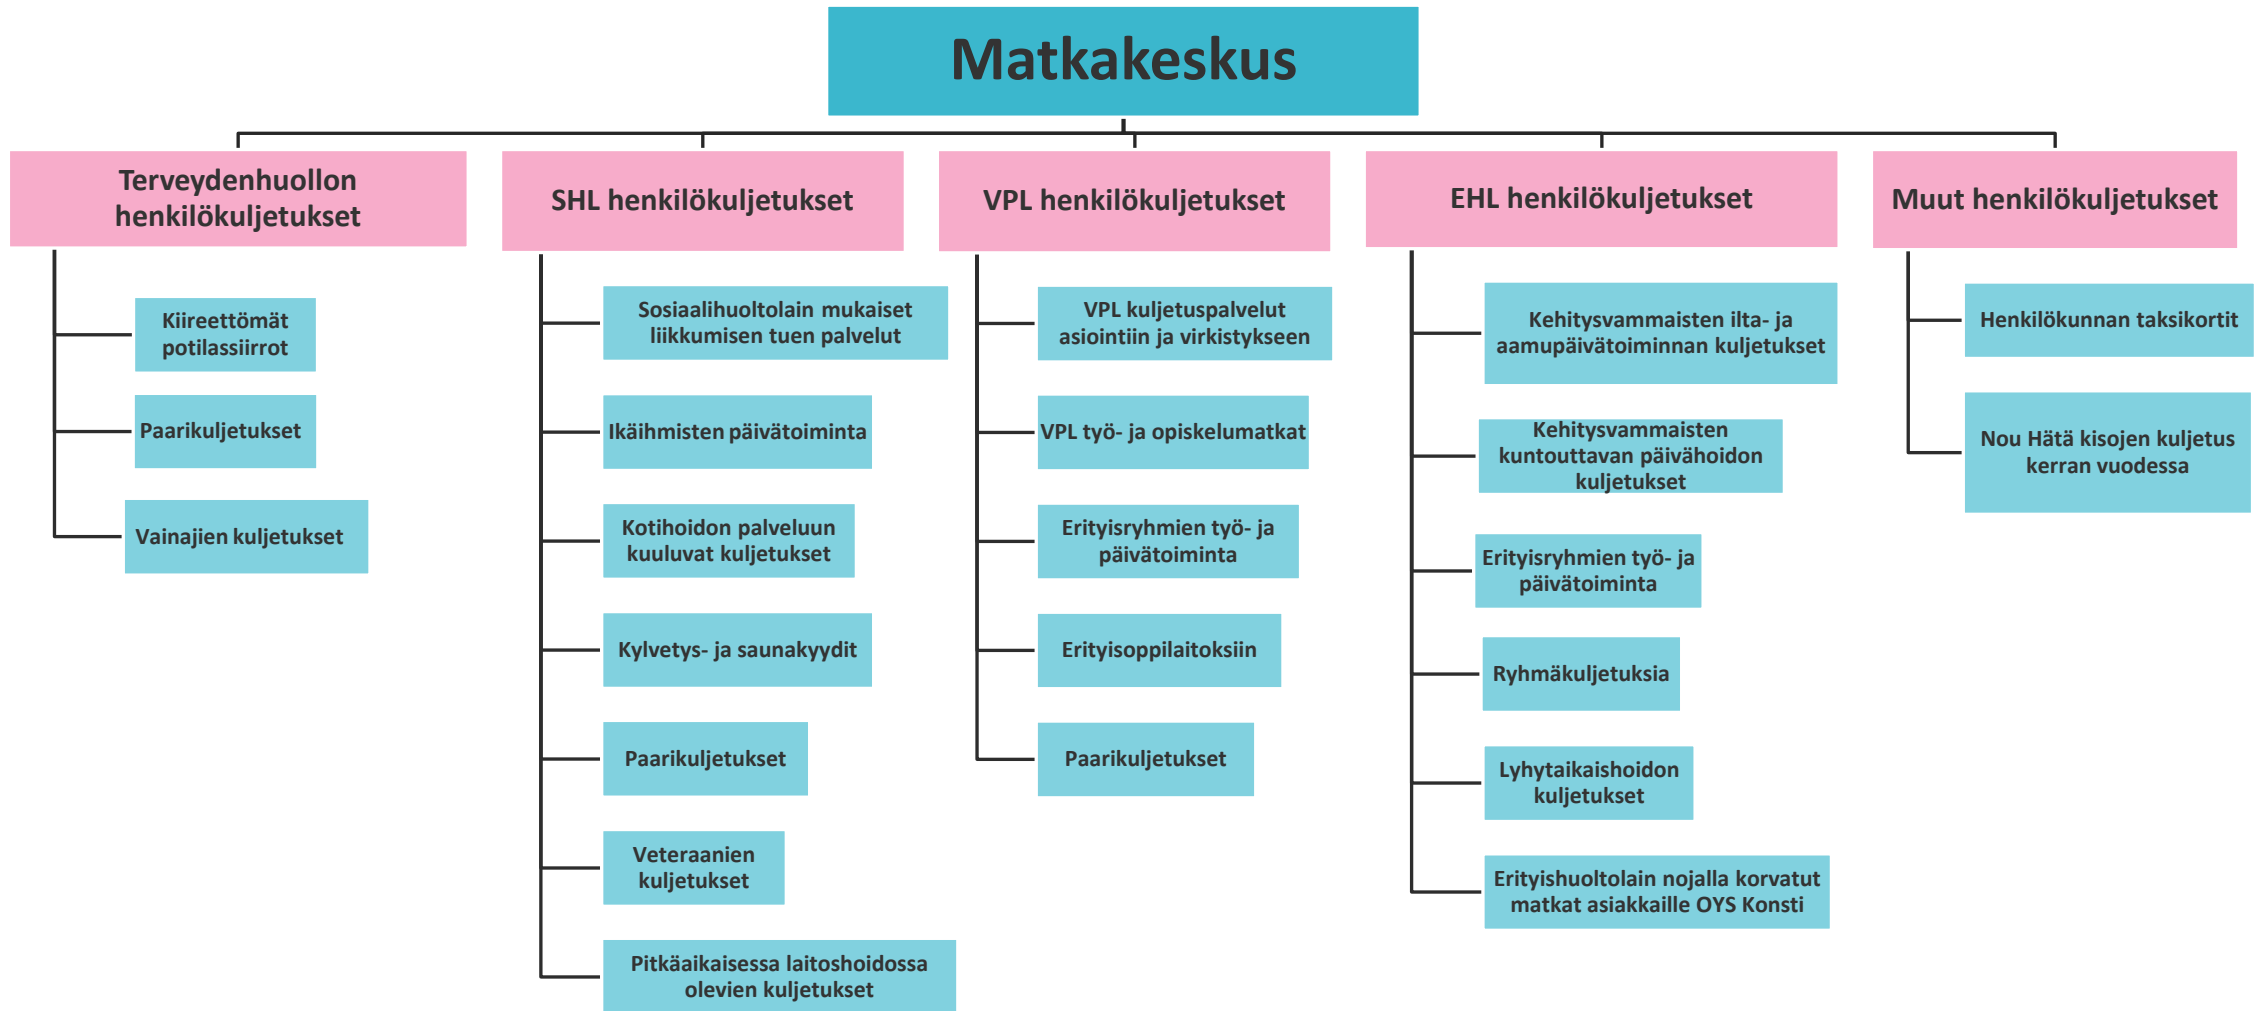 Matkakeskus
Terveydenhuollon
henkilökuljetukset
Kiireettömät
potilassiirrot
Paarikuljetukset
Vainajien kuljetukset
SHL henkilökuljetukset
Sosiaalihuoltolain mukaiset
liikkumisen tuen palvelut
Ikäihmisten päivätoiminta
Kotihoidon palveluun
kuuluvat kuljetukset
Kylvetys- ja saunakyydit
Paarikuljetukset
Veteraanien
kuljetukset
Pitkäaikaisessa laitoshoidossa
olevien kuljetukset
VPL henkilökuljetukset
VPL kuljetuspalvelut
asiointiin ja virkistykseen
VPL työ- ja opiskelumatkat
Erityisryhmien työ- ja
päivätoiminta
Erityisoppilaitoksiin
Paarikuljetukset
EHL henkilökuljetukset
Kehitysvammaisten ilta- ja
aamupäivätoiminnan kuljetukset
Kehitysvammaisten
kuntouttavan päivähoidon
kuljetukset
Erityisryhmien työ- ja
päivätoiminta
Ryhmäkuljetuksia
Lyhytaikaishoidon
kuljetukset
Erityishuoltolain nojalla korvatut
matkat asiakkaille OYS Konsti
Muut henkilökuljetukset
Henkilökunnan taksikortit
Nou Hätä kisojen kuljetus
kerran vuodessa